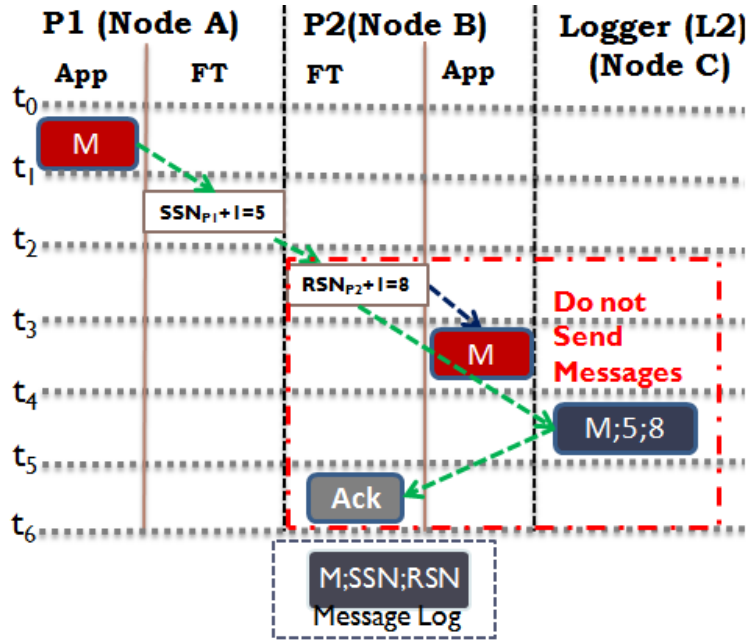 P1 (Node A) P2(Node B) Logger (L2)
(Node C)
App FT FT App
t0
M
t1
SSNP1+1=5
t2
RSNP2+1=8
Do not
Send
Messages
t3
M
t4
M;5;8
t5
Ack
t6
M;SSN;RSN
Message Log